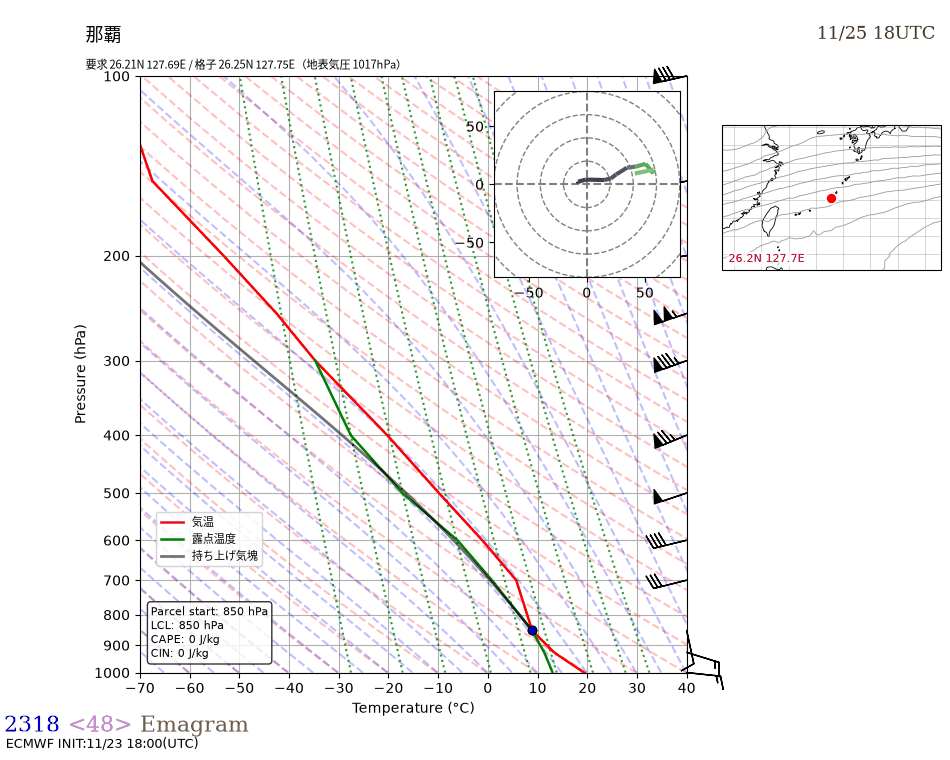 那覇
11/25 18UTC
要求 26.21N 127.69E / 格子 26.25N 127.75E（地表気圧 1017hPa）
100
200
300
400
500
600
700
800
900
1000
Pressure (hPa)
−70 −60 −50 −40 −30 −20 −10 0 10 20 30 40
Temperature (°C)
50
0
−50
−50 0 50
26.2N 127.7E
気温
露点温度
持ち上げ気塊
Parcel start: 850 hPa
LCL: 850 hPa
CAPE: 0 J/kg
CIN: 0 J/kg
2318 <48> Emagram
ECMWF INIT:11/23 18:00(UTC)